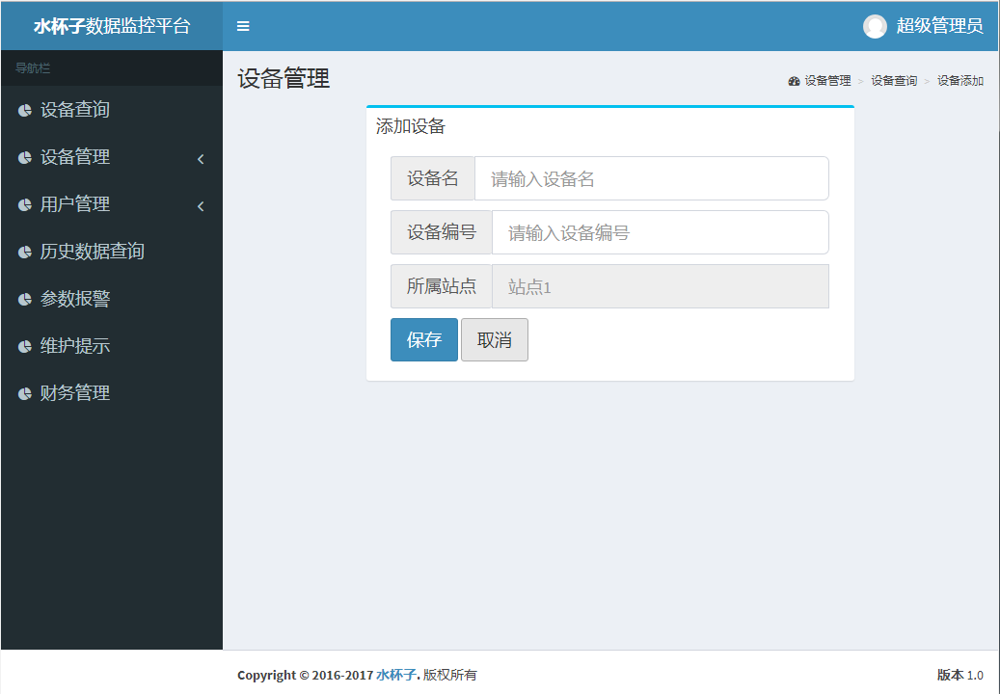 水杯子数据监控平台
超级管理员
导航栏
设备查询
设备管理
用户管理
历史数据查询
参数报警
维护提示
财务管理
设备管理
设备管理 > 设备查询 > 设备添加
添加设备
设备名 请输入设备名
设备编号 请输入设备编号
所属站点 站点1
保存 取消
Copyright © 2016-2017 水杯子. 版权所有
版本 1.0